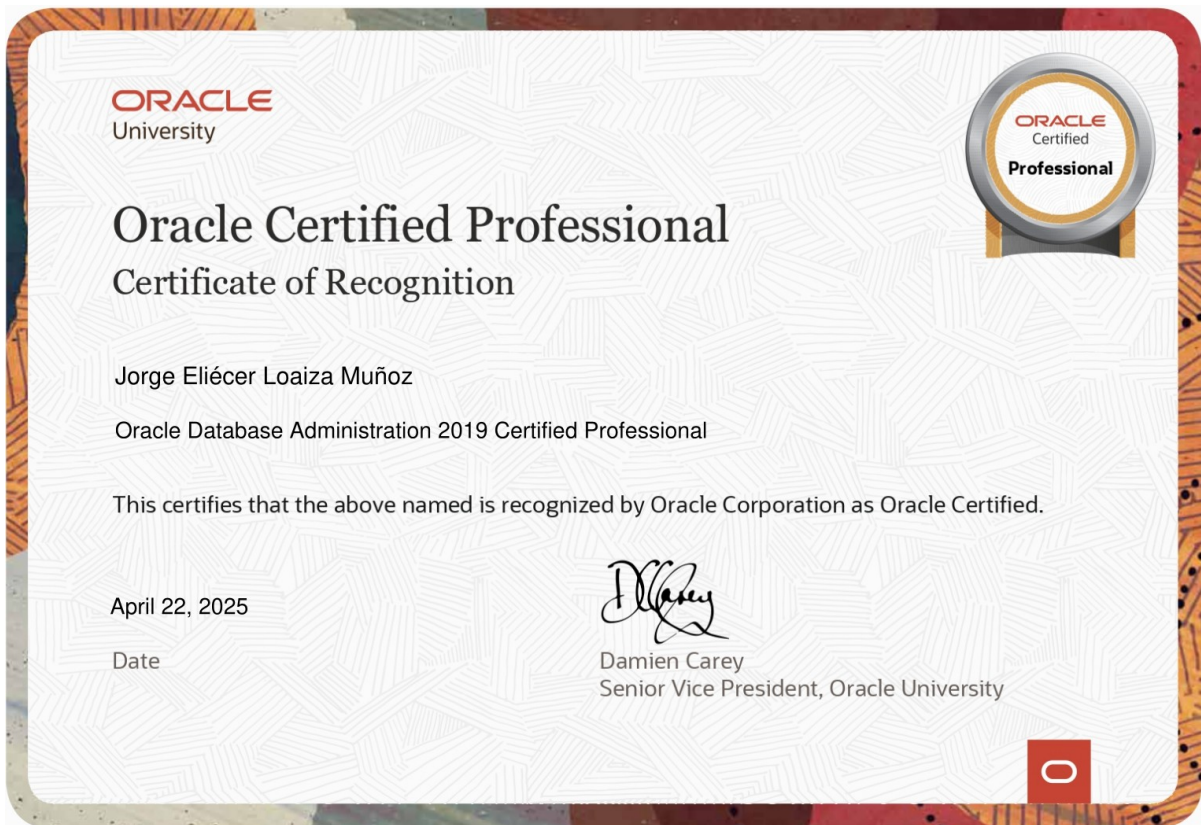 ORACLE
University
ORACLE
Certified
Professional
Oracle Certified Professional
Certificate of Recognition
Jorge Eliécer Loaiza Muñoz
Oracle Database Administration 2019 Certified Professional
This certifies that the above named is recognized by Oracle Corporation as Oracle Certified.
April 22, 2025
Date
DCarey
Damien Carey
Senior Vice President, Oracle University